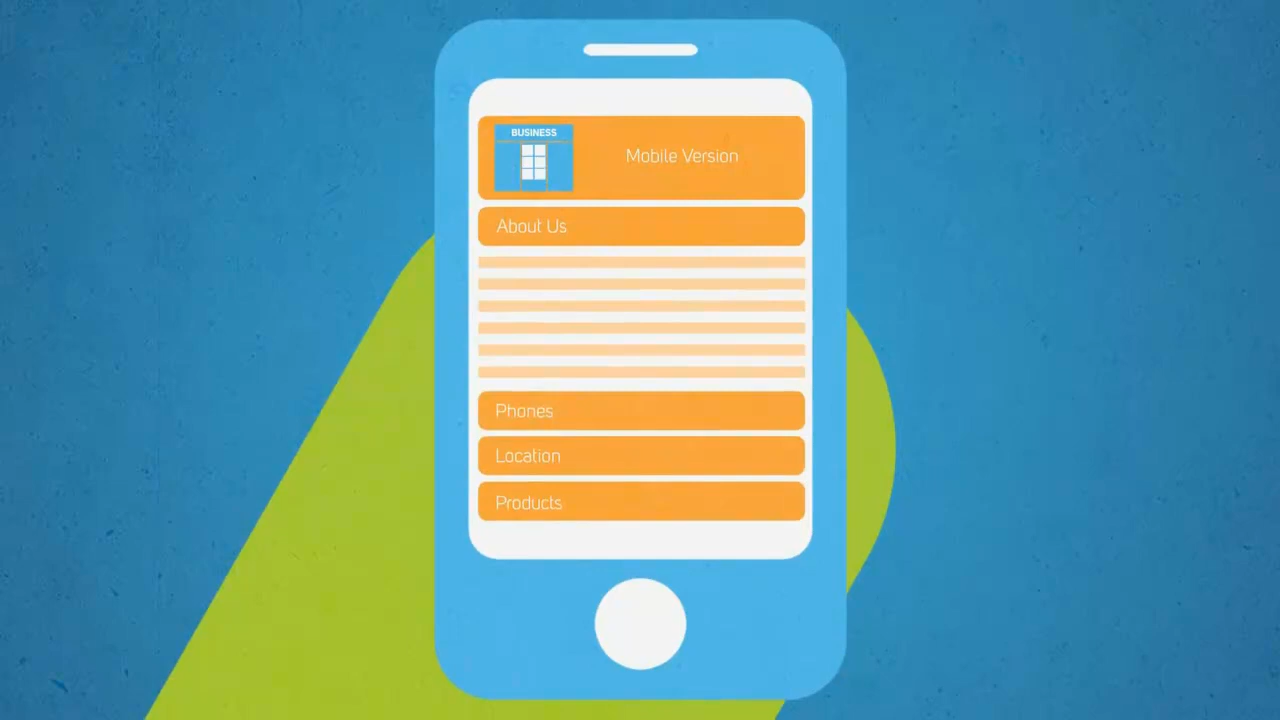 BUSINESS
Mobile Version
About Us
Phones
Location
Products